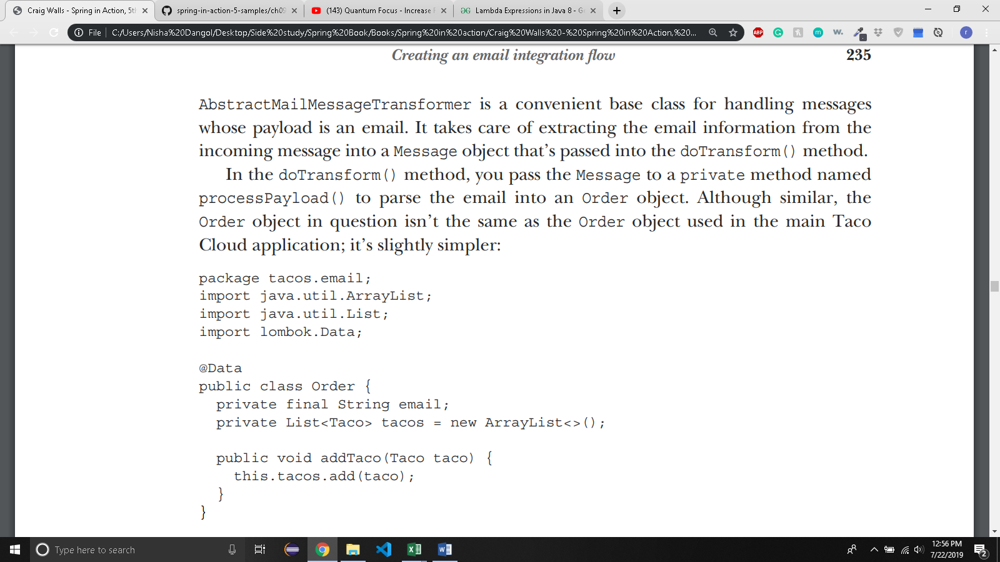 Craig Walls - Spring in Action, 5th
spring-in-action-5-samples/ch09
(143) Quantum Focus - Increase F
Lambda Expressions in Java 8 - Ge
File
C:/Users/Nisha%20Dangol/Desktop/Side%20study/Spring%20Book/Books/Spring%20in%20action/Craig%20Walls%20-%20Spring%20in%20Action,%20...
ABP
G
m
w.
r
Creating an email integration flow
235
AbstractMailMessageTransformer is a convenient base class for handling messages
whose payload is an email. It takes care of extracting the email information from the
incoming message into a Message object that's passed into the doTransform() method.
In the doTransform() method, you pass the Message to a private method named
processPayload() to parse the email into an Order object. Although similar, the
Order object in question isn't the same as the Order object used in the main Taco
Cloud application; it's slightly simpler:
package tacos.email;
import java.util.ArrayList;
import java.util.List;
import lombok.Data;
@Data
public class Order {
private final String email;
private List<Taco> tacos = new ArrayList<>();
public void addTaco(Taco taco) {
this.tacos.add(taco);
}
}
Type here to search
12:56 PM
7/22/2019
2